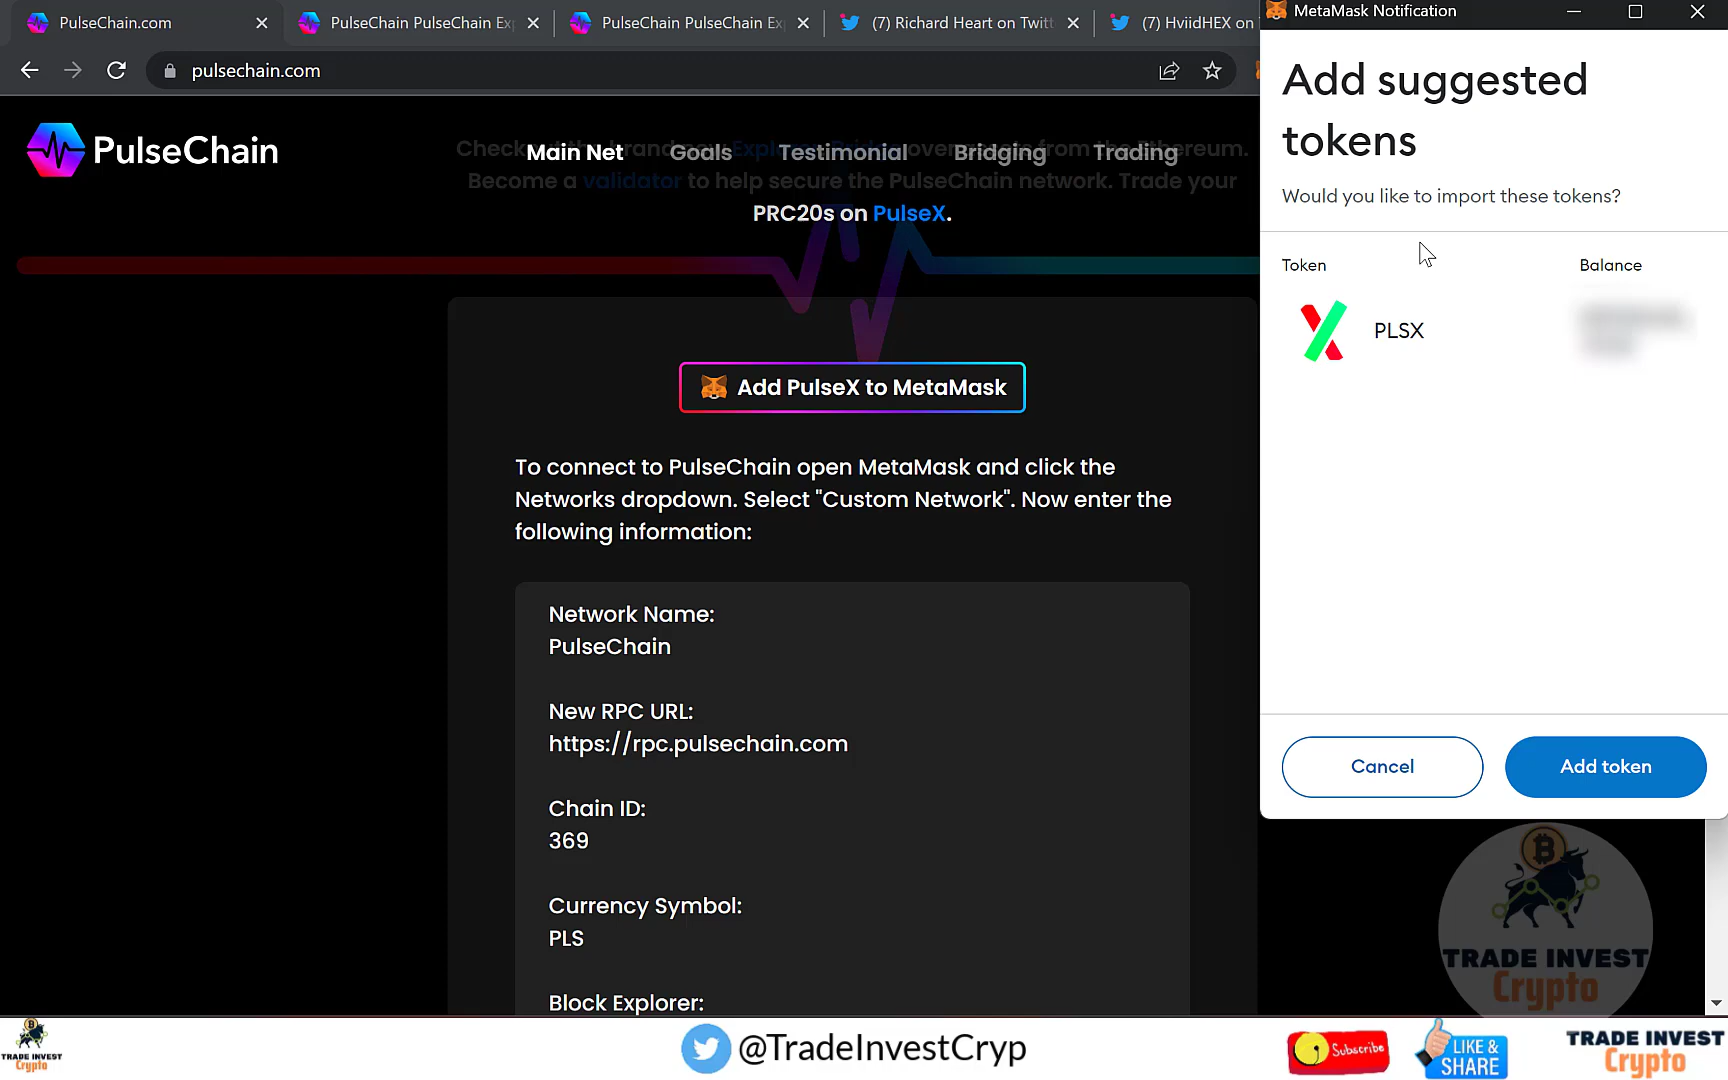 PulseChain.com
PulseChain PulseChain Ex
PulseChain PulseChain Ex
(7) Richard Heart on Twitt
(7) HviidHEX on
MetaMask Notification
pulsechain.com
PulseChain
Main Net
Goals
Testimonial
Bridging
Trading
Become a validator to help secure the PulseChain network. Trade your
PRC20s on PulseX.
Add PulseX to MetaMask
To connect to PulseChain open MetaMask and click the
Networks dropdown. Select "Custom Network". Now enter the
following information:
Network Name:
PulseChain
New RPC URL:
https://rpc.pulsechain.com
Chain ID:
369
Currency Symbol:
PLS
Block Explorer:
Add suggested
tokens
Would you like to import these tokens?
Token
Balance
PLSX
Cancel
Add token
TRADE INVEST
Crypto
TRADE INVEST
Crypto
@TradeInvestCryp
Subscribe
LIKE &
SHARE
TRADE INVEST
Crypto